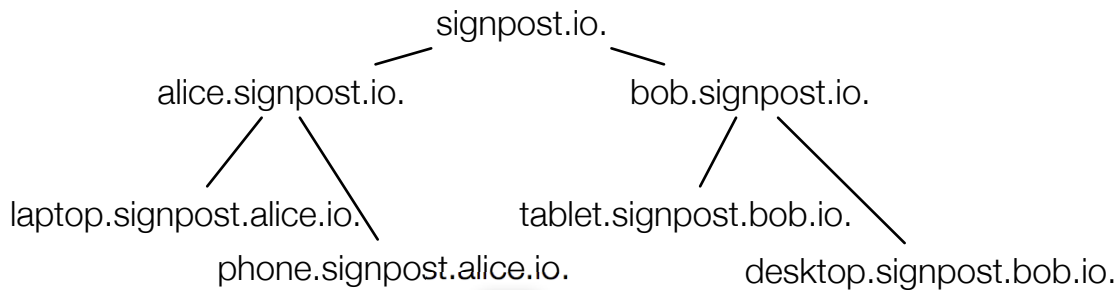 signpost.io.
alice.signpost.io.
bob.signpost.io.
laptop.signpost.alice.io.
tablet.signpost.bob.io.
phone.signpost.alice.io.
desktop.signpost.bob.io.